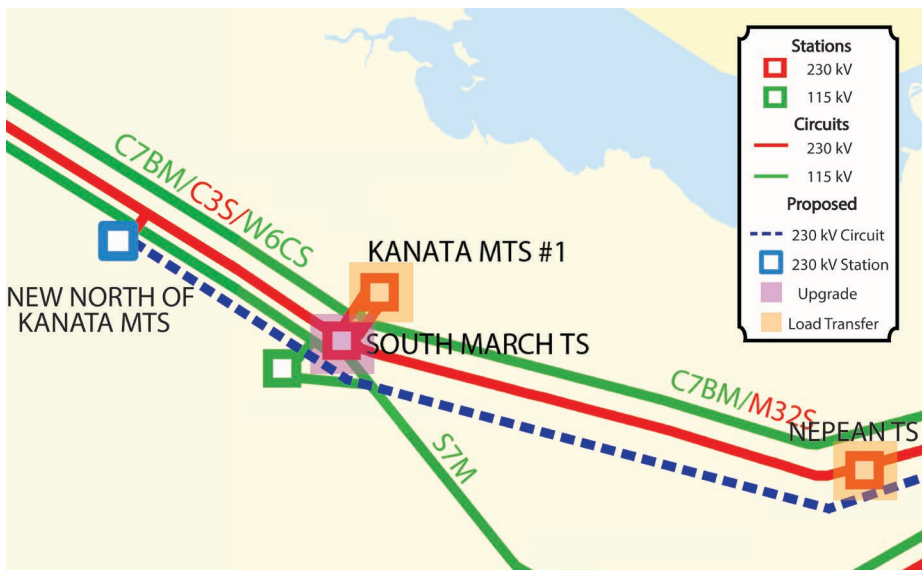 C7BM/C3S/W6CS
KANATA MTS #1
NEW NORTH OF
KANATA MTS
SOUTH MARCH TS
C7BM/M32S
NEPEAN TS
S7M
Stations
230 kV
115 kV
Circuits
230 kV
115 kV
Proposed
230 kV Circuit
230 kV Station
Upgrade
Load Transfer